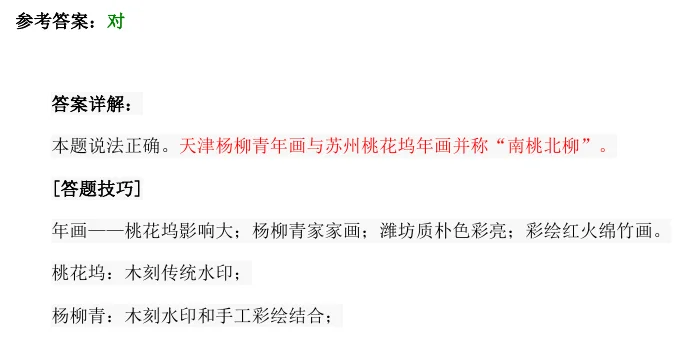 参考答案：对
答案详解：
本题说法正确。天津杨柳青年画与苏州桃花坞年画并称“南桃北柳”。
[答题技巧]
年画——桃花坞影响大；杨柳青家家画；潍坊质朴色彩亮；彩绘红火绵竹画。
桃花坞：木刻传统水印；
杨柳青：木刻水印和手工彩绘结合；